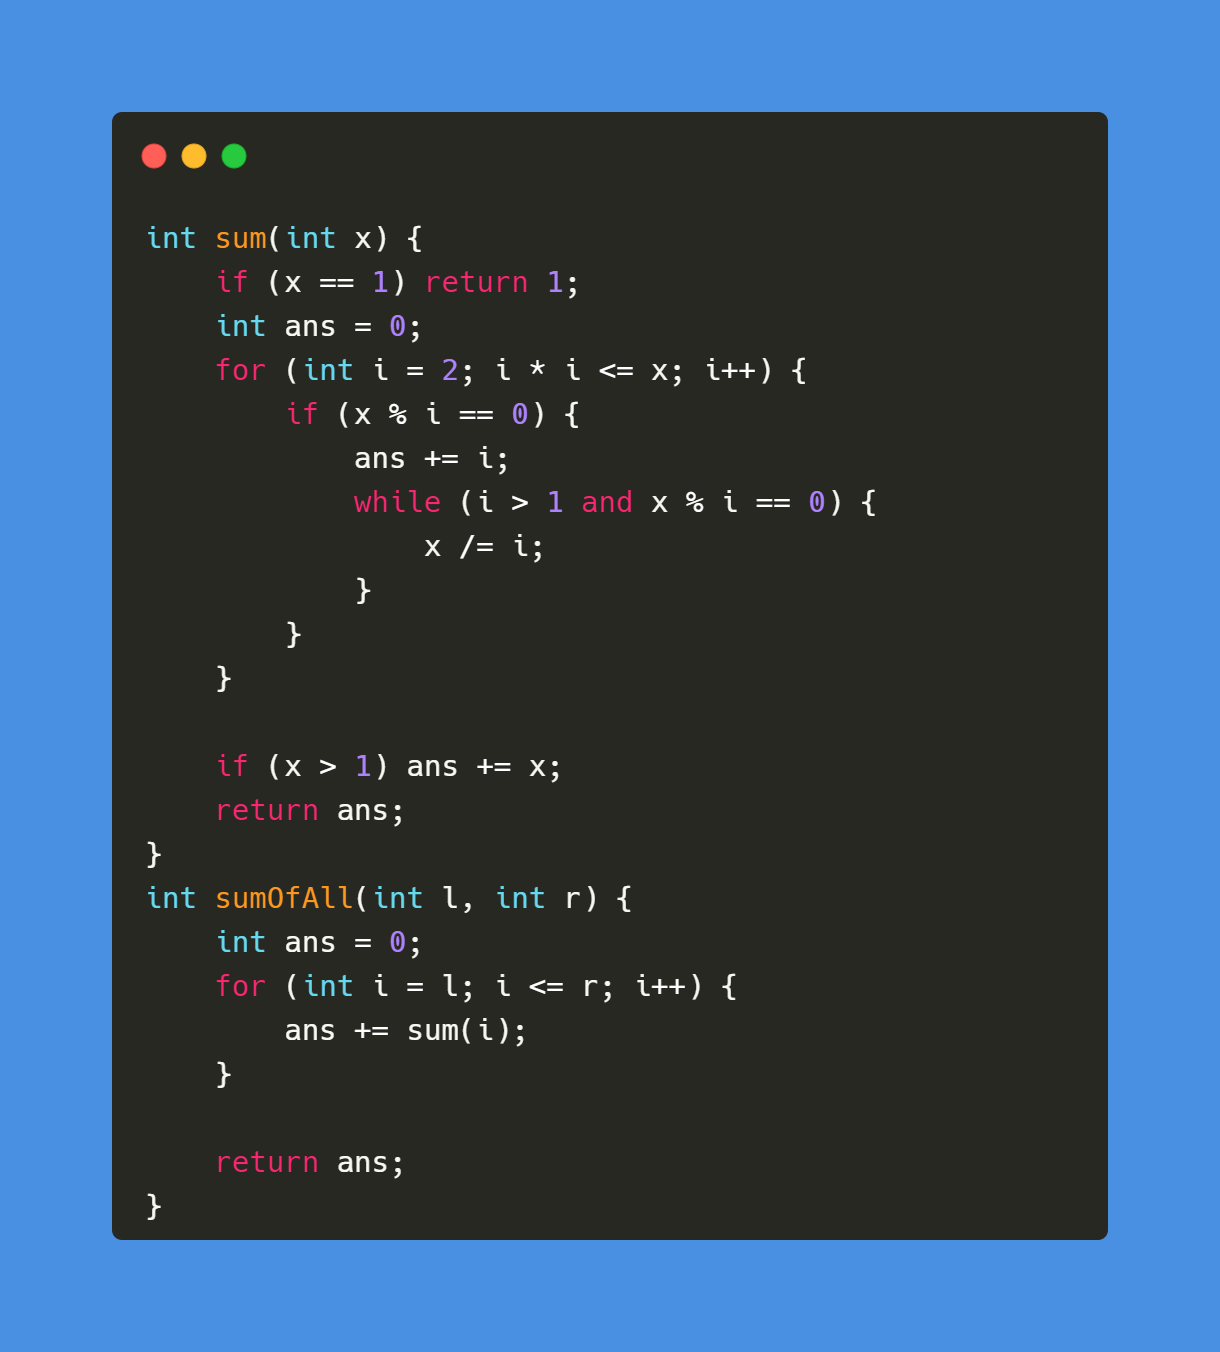 int sum(int x) {
    if (x == 1) return 1;
    int ans = 0;
    for (int i = 2; i * i <= x; i++) {
        if (x % i == 0) {
            ans += i;
            while (i > 1 and x % i == 0) {
                x /= i;
            }
        }
    }

    if (x > 1) ans += x;
    return ans;
}
int sumOfAll(int l, int r) {
    int ans = 0;
    for (int i = l; i <= r; i++) {
        ans += sum(i);
    }

    return ans;
}